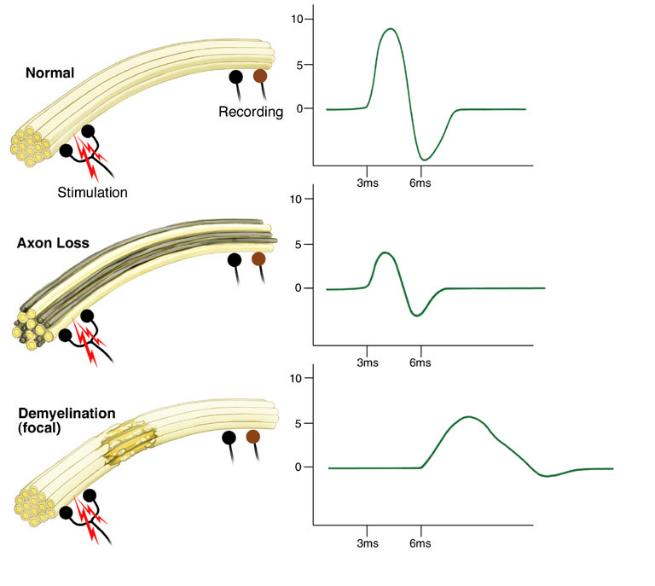 Normal
Recording
Stimulation
10
5
0
3ms 6ms
Axon Loss
10
5
0
3ms 6ms
Demyelination
(focal)
10
5
0
3ms 6ms